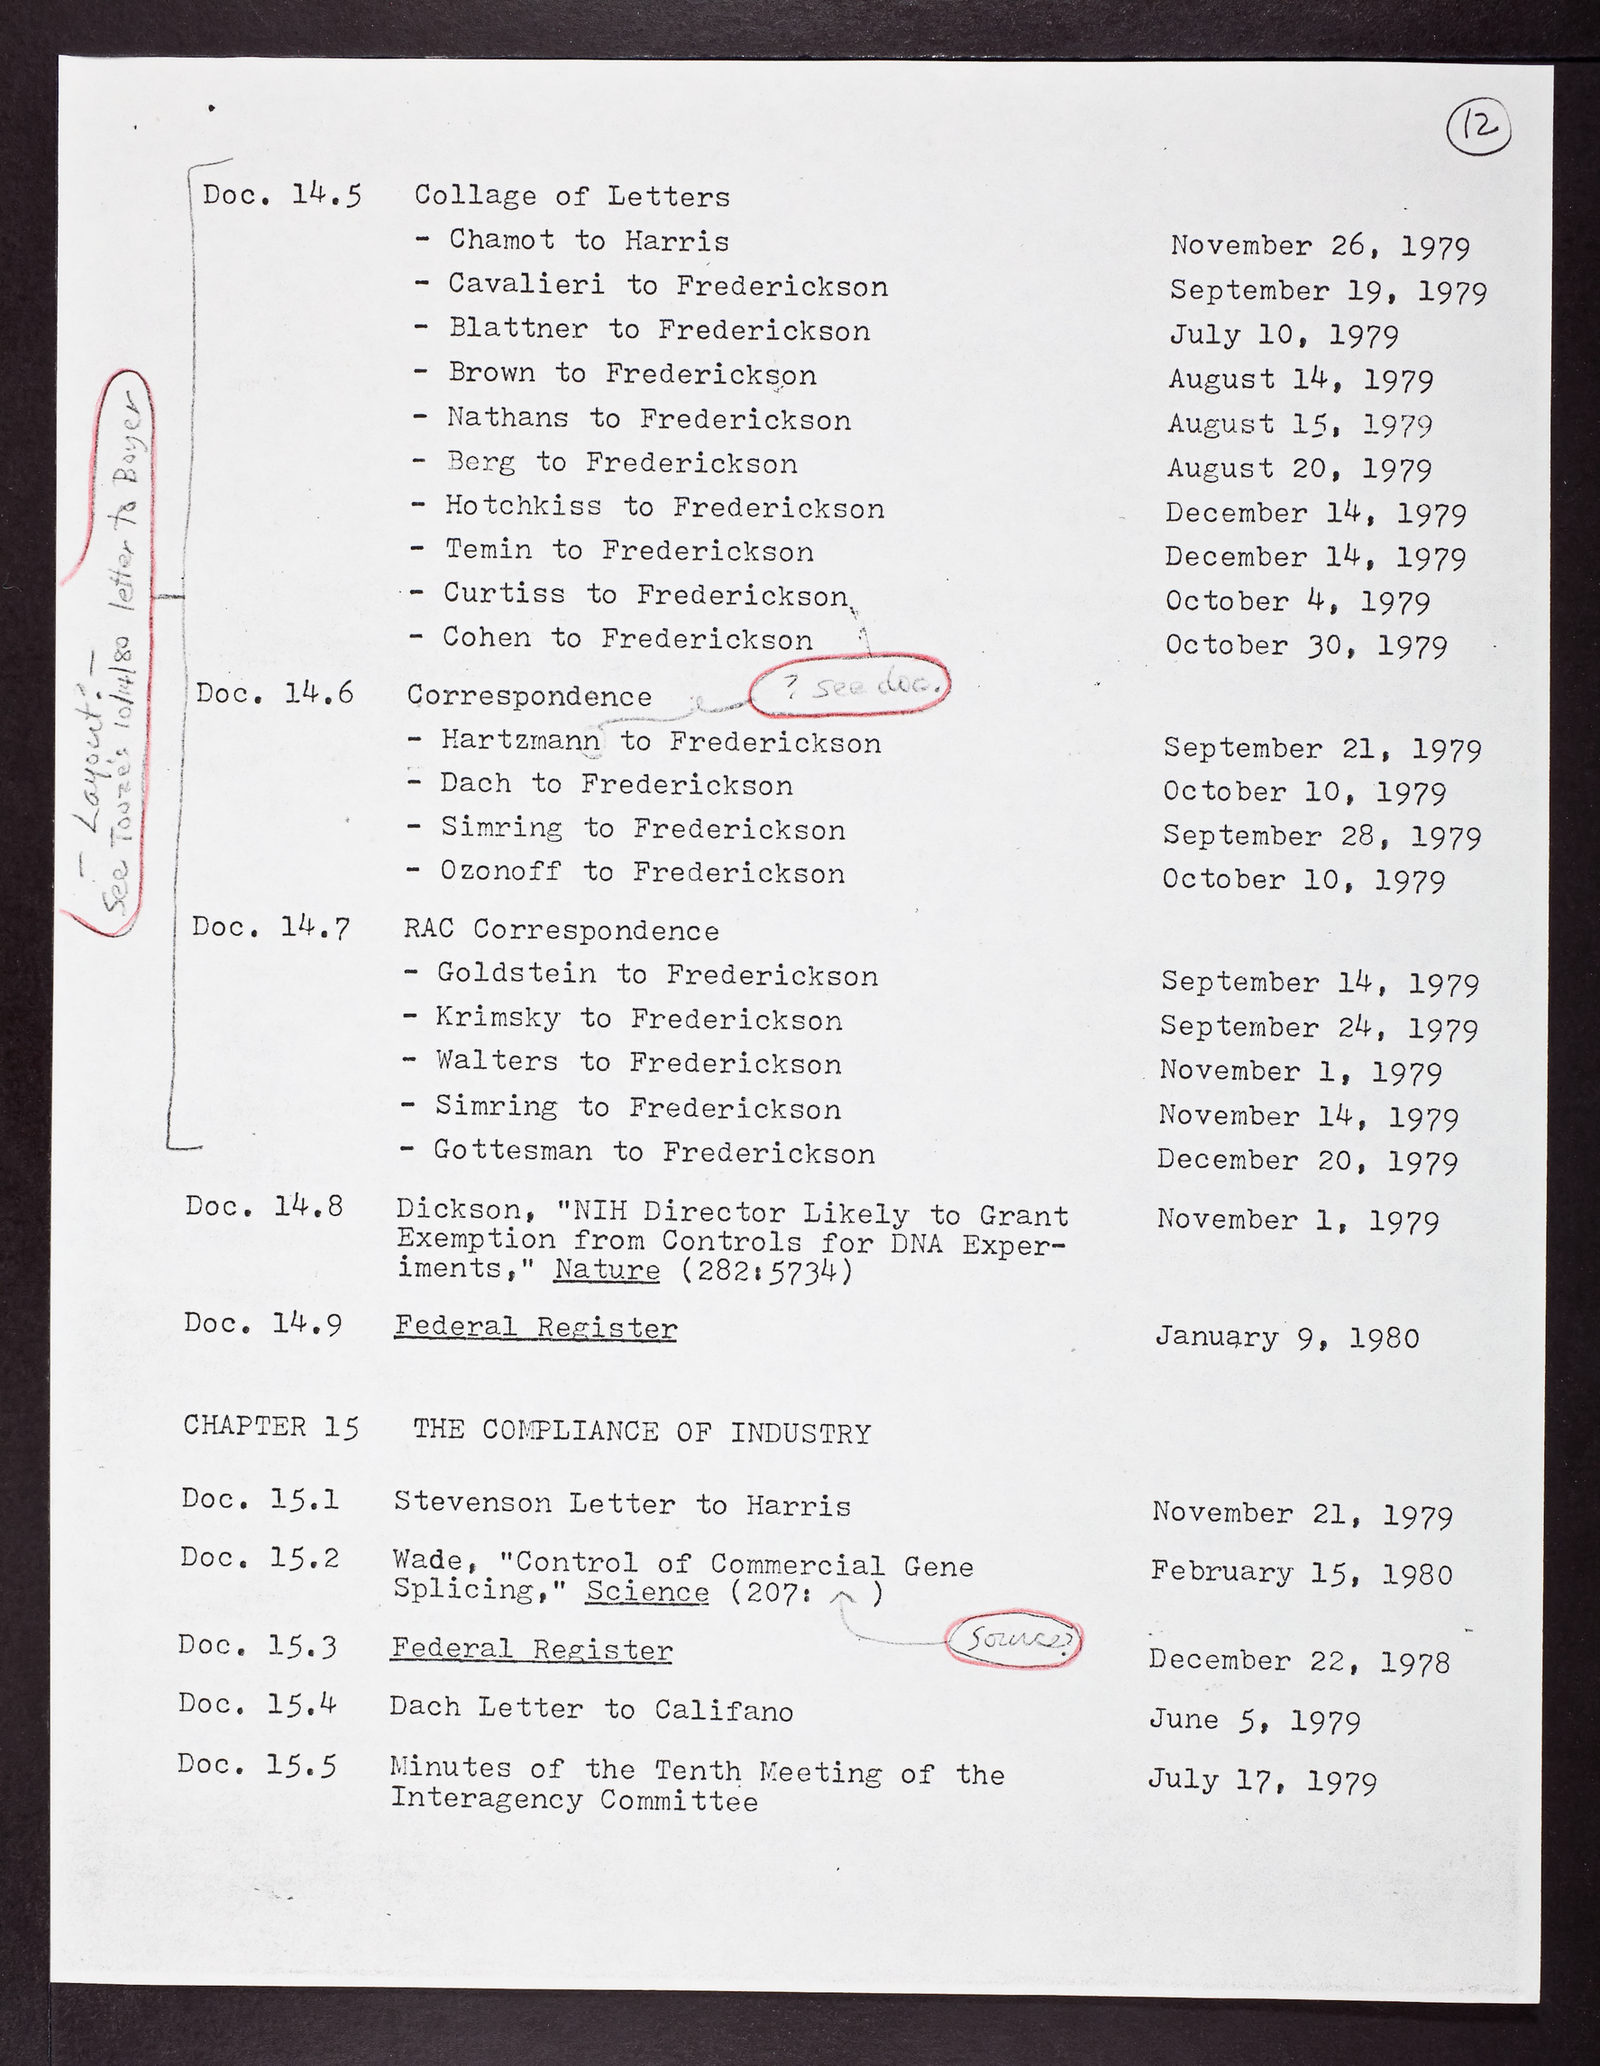 12
Doc. 14.5 Collage of Letters
- Chamot to Harris November 26, 1979
- Cavalieri to Frederickson September 19, 1979
- Blattner to Frederickson July 10, 1979
- Brown to Frederickson August 14, 1979
- Nathans to Frederickson August 15, 1979
- Berg to Frederickson August 20, 1979
- Hotchkiss to Frederickson December 14, 1979
- Temin to Frederickson December 14, 1979
- Curtiss to Frederickson October 4, 1979
- Cohen to Frederickson October 30, 1979
? see doc.
Doc. 14.6 Correspondence
- Hartzmann to Frederickson September 21, 1979
- Dach to Frederickson October 10, 1979
- Simring to Frederickson September 28, 1979
- Ozonoff to Frederickson October 10, 1979
— Layout: —
See Tooze's 10/14/80 letter to Boyer
Doc. 14.7 RAC Correspondence
- Goldstein to Frederickson September 14, 1979
- Krimsky to Frederickson September 24, 1979
- Walters to Frederickson November 1, 1979
- Simring to Frederickson November 14, 1979
- Gottesman to Frederickson December 20, 1979
Doc. 14.8 Dickson, "NIH Director Likely to Grant November 1, 1979
Exemption from Controls for DNA Exper-
iments," Nature (282:5734)
Doc. 14.9 Federal Register January 9, 1980
CHAPTER 15 THE COMPLIANCE OF INDUSTRY
Doc. 15.1 Stevenson Letter to Harris November 21, 1979
Doc. 15.2 Wade, "Control of Commercial Gene February 15, 1980
Splicing," Science (207: )
source?
Doc. 15.3 Federal Register December 22, 1978
Doc. 15.4 Dach Letter to Califano June 5, 1979
Doc. 15.5 Minutes of the Tenth Meeting of the July 17, 1979
Interagency Committee